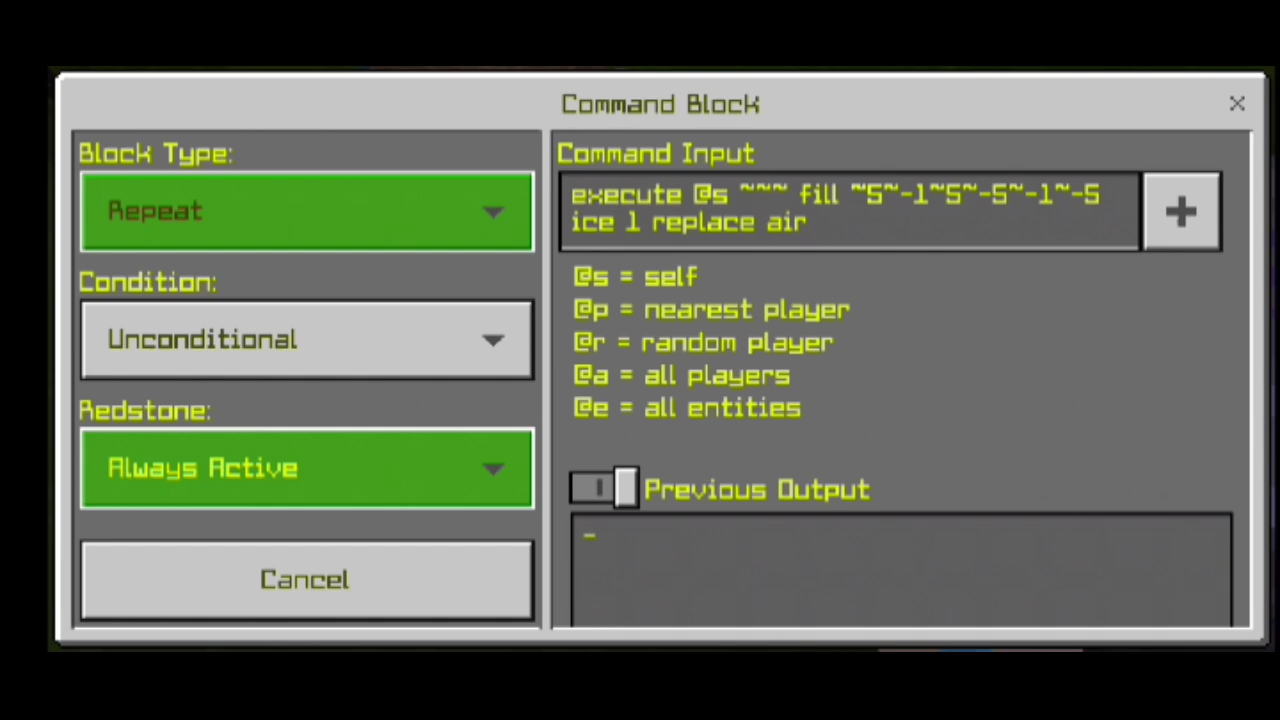 Command Block
Block Type:
Repeat
Condition:
Unconditional
Redstone:
Always Active
Cancel
Command Input
execute @s ~~~ fill ~5~-1~5~-5~-1~-5
ice 1 replace air
@s = self
@p = nearest player
@r = random player
@a = all players
@e = all entities
Previous Output
-